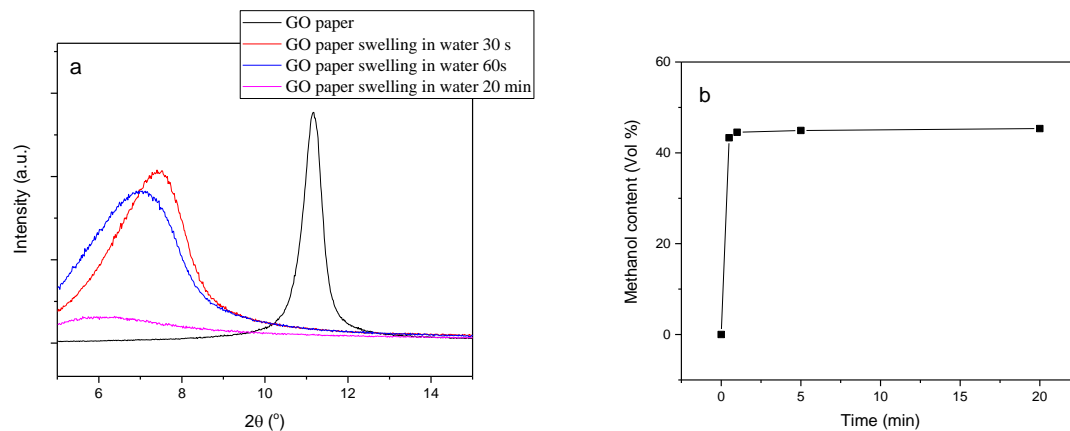 GO paper
GO paper swelling in water 30 s
GO paper swelling in water 60s
GO paper swelling in water 20 min
a
Intensity (a.u.)
6 8 10 12 14
2θ (°)
b
Methanol content (Vol %)
60
40
20
0
0 5 10 15 20
Time (min)